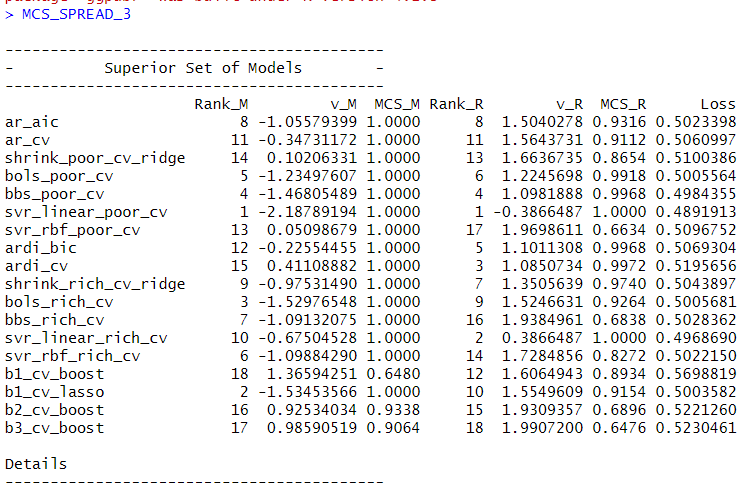 > MCS_SPREAD_3
------------------------------------------
-          Superior Set of Models        -
------------------------------------------
Rank_M v_M MCS_M Rank_R v_R MCS_R Loss
ar_aic 8 -1.05579399 1.0000 8 1.5040278 0.9316 0.5023398
ar_cv 11 -0.34731172 1.0000 11 1.5643731 0.9112 0.5060997
shrink_poor_cv_ridge 14 0.10206331 1.0000 13 1.6636735 0.8654 0.5100386
bols_poor_cv 5 -1.23497607 1.0000 6 1.2245698 0.9918 0.5005564
bbs_poor_cv 4 -1.46805489 1.0000 4 1.0981888 0.9968 0.4984355
svr_linear_poor_cv 1 -2.18789194 1.0000 1 -0.3866487 1.0000 0.4891913
svr_rbf_poor_cv 13 0.05098679 1.0000 17 1.9698611 0.6634 0.5096752
ardi_bic 12 -0.22554455 1.0000 5 1.1011308 0.9968 0.5069304
ardi_cv 15 0.41108882 1.0000 3 1.0850734 0.9972 0.5195656
shrink_rich_cv_ridge 9 -0.97531490 1.0000 7 1.3505639 0.9740 0.5043897
bols_rich_cv 3 -1.52976548 1.0000 9 1.5246631 0.9264 0.5005681
bbs_rich_cv 7 -1.09132075 1.0000 16 1.9384961 0.6838 0.5028362
svr_linear_rich_cv 10 -0.67504528 1.0000 2 0.3866487 1.0000 0.4968690
svr_rbf_rich_cv 6 -1.09884290 1.0000 14 1.7284856 0.8272 0.5022150
b1_cv_boost 18 1.36594251 0.6480 12 1.6064943 0.8934 0.5698819
b1_cv_lasso 2 -1.53453566 1.0000 10 1.5549609 0.9154 0.5003582
b2_cv_boost 16 0.92534034 0.9338 15 1.9309357 0.6896 0.5221260
b3_cv_boost 17 0.98590519 0.9064 18 1.9907200 0.6476 0.5230461
Details
------------------------------------------